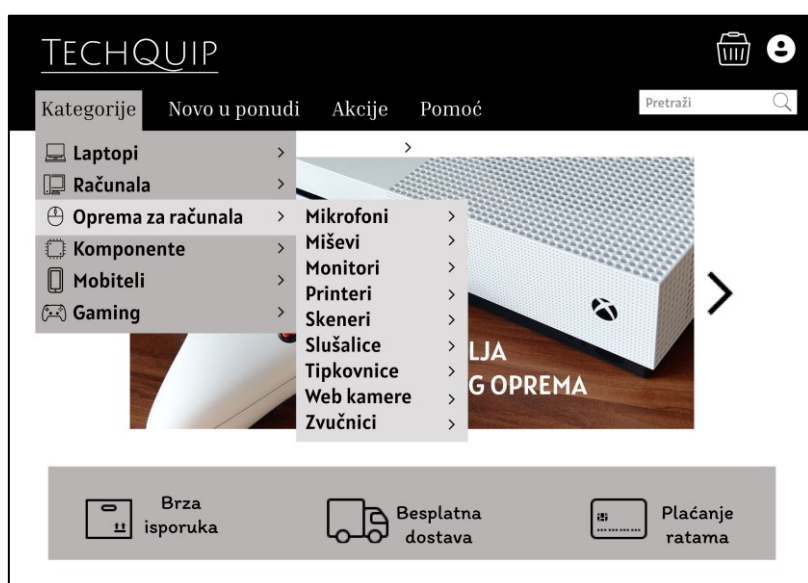 TECHQUIP
Kategorije Novo u ponudi Akcije Pomoć Pretraži
Laptopi
Računala
Oprema za računala
Komponente
Mobiteli
Gaming
Mikrofoni
Miševi
Monitori
Printeri
Skeneri
Slušalice
Tipkovnice
Web kamere
Zvučnici
LJA
G OPREMA
Brza
isporuka
Besplatna
dostava
Plaćanje
ratama